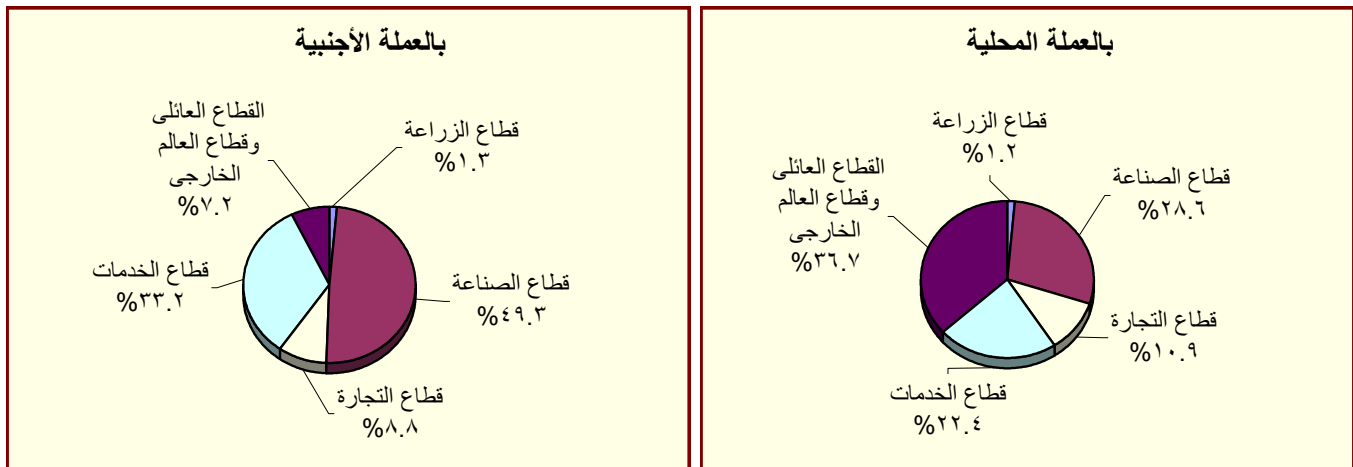 بالعملة المحلية
قطاع الزراعة
%١.٢
قطاع الصناعة
%٢٨.٦
قطاع التجارة
%١٠.٩
قطاع الخدمات
%٢٢.٤
القطاع العائلى
وقطاع العالم
الخارجى
%٣٦.٧
بالعملة الأجنبية
قطاع الزراعة
%١.٣
قطاع الصناعة
%٤٩.٣
قطاع التجارة
%٨.٨
قطاع الخدمات
%٣٣.٢
القطاع العائلى
وقطاع العالم
الخارجى
%٧.٢